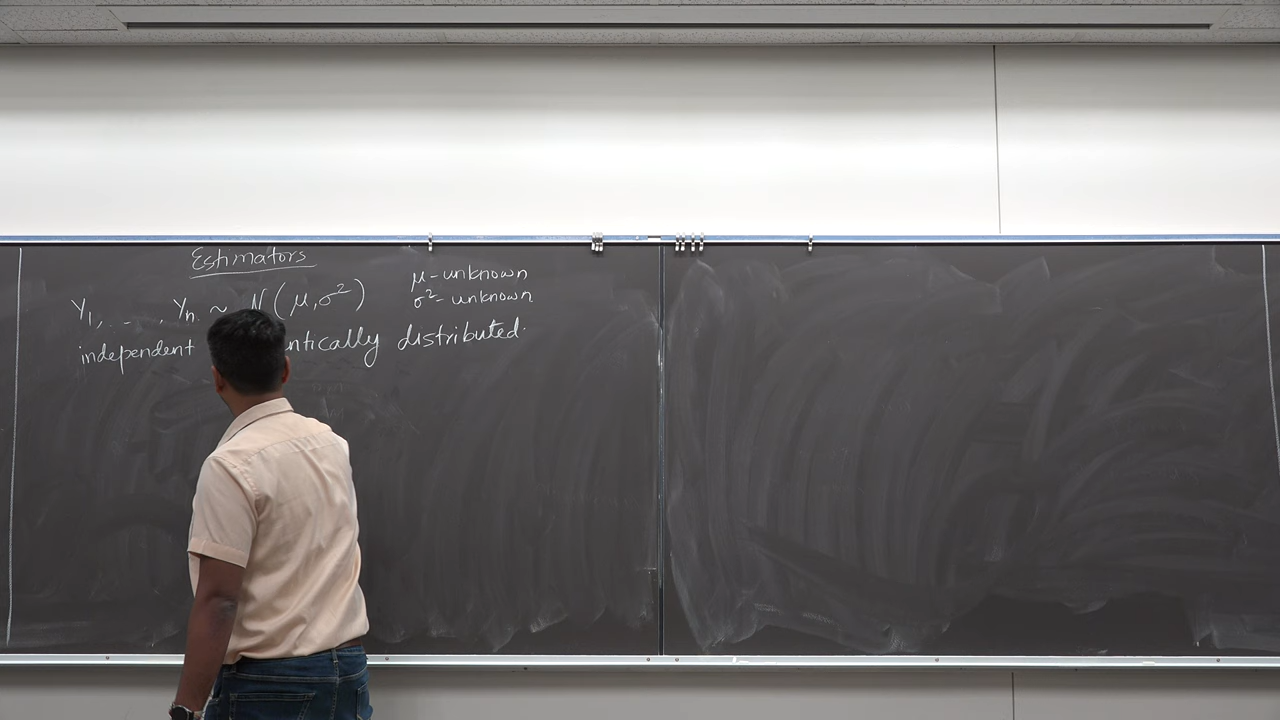 Estimators
Y₁, . . . , Yₙ ~ N(μ, σ²)
μ - unknown
σ² - unknown
independent ntically distributed.